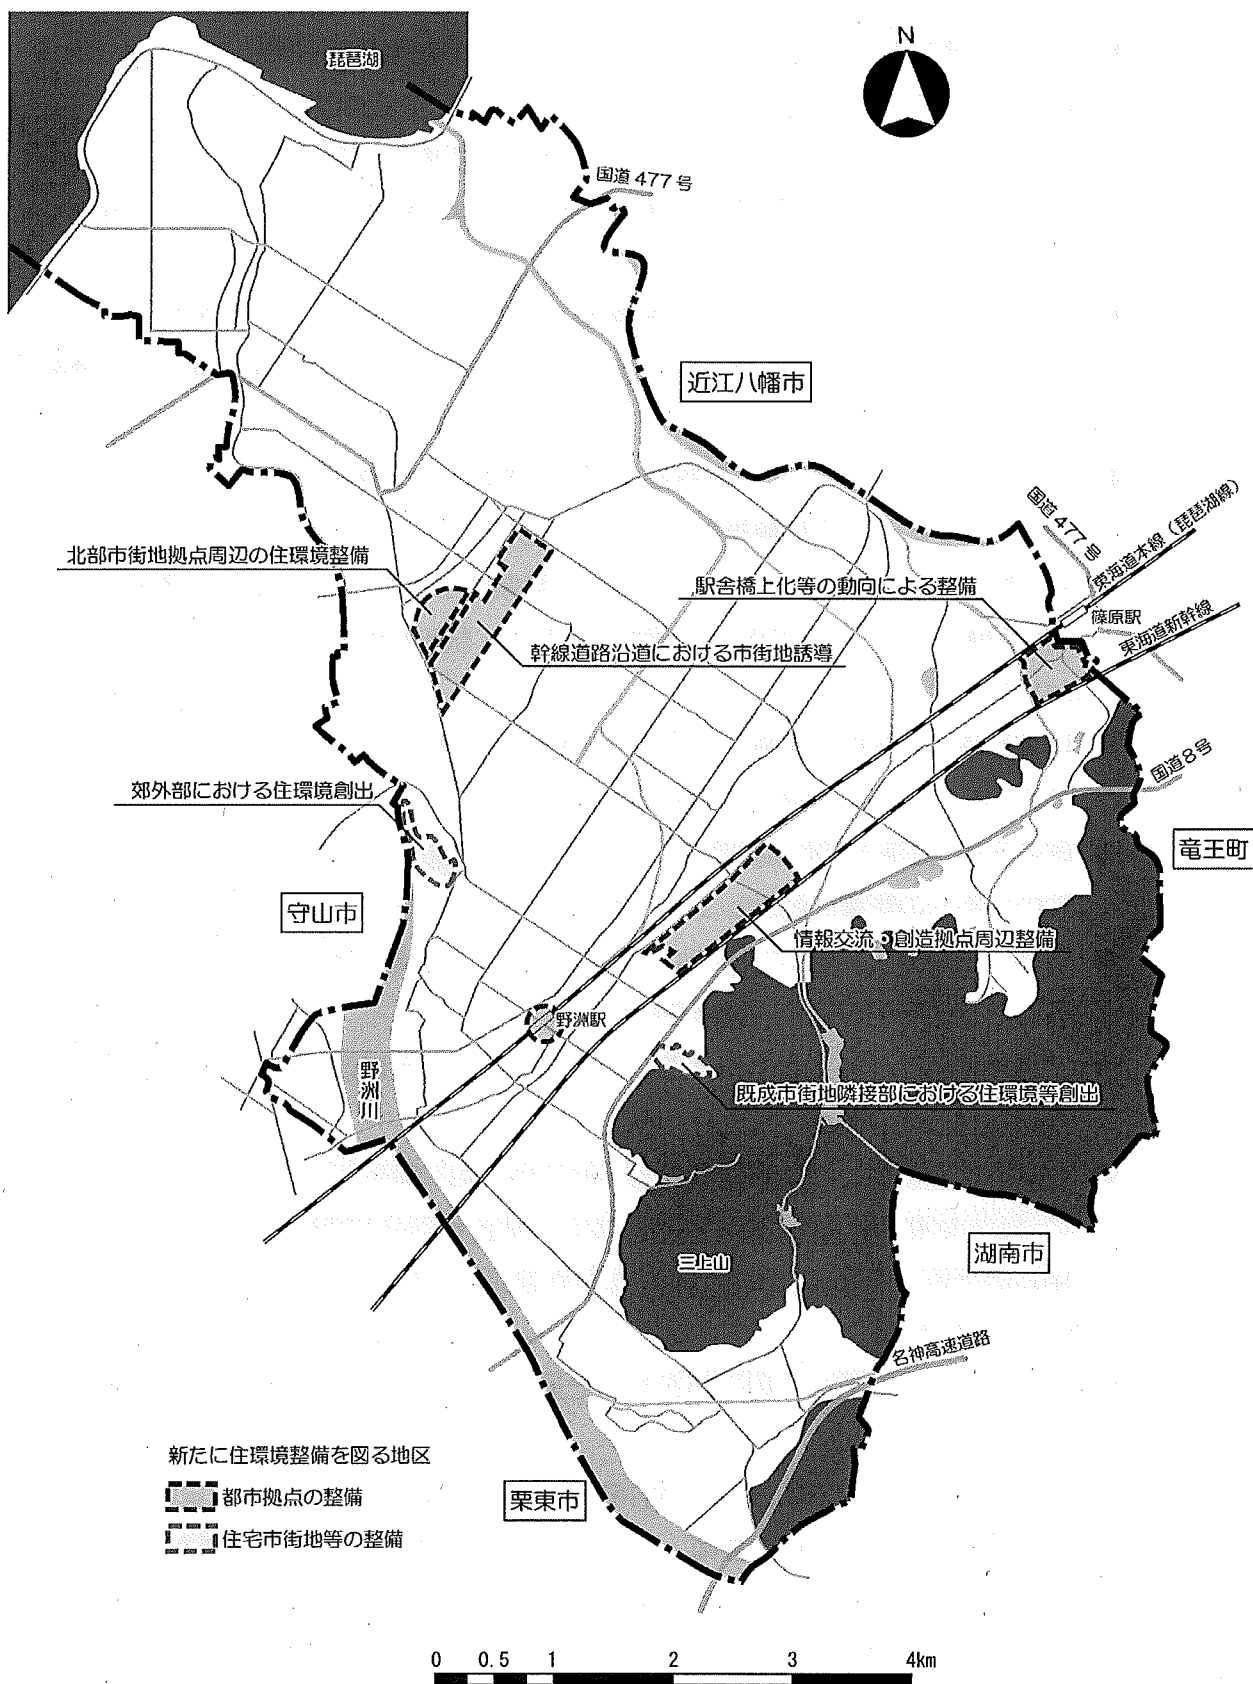 N
琵琶湖
国道 477 号
近江八幡市
国道 477 号
東海道本線（琵琶湖線）
北部市街地拠点周辺の住環境整備
駅舎橋上化等の動向による整備
篠原駅
東海道新幹線
幹線道路沿道における市街地誘導
国道8号
郊外部における住環境創出
竜王町
守山市
情報交流・創造拠点周辺整備
野洲駅
野洲川
既成市街地隣接部における住環境等創出
湖南市
三上山
名神高速道路
新たに住環境整備を図る地区
都市拠点の整備
栗東市
住宅市街地等の整備
0 0.5 1 2 3 4km